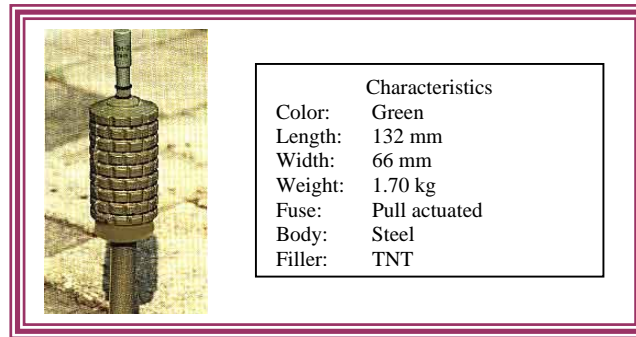 Characteristics
Color: Green
Length: 132 mm
Width: 66 mm
Weight: 1.70 kg
Fuse: Pull actuated
Body: Steel
Filler: TNT